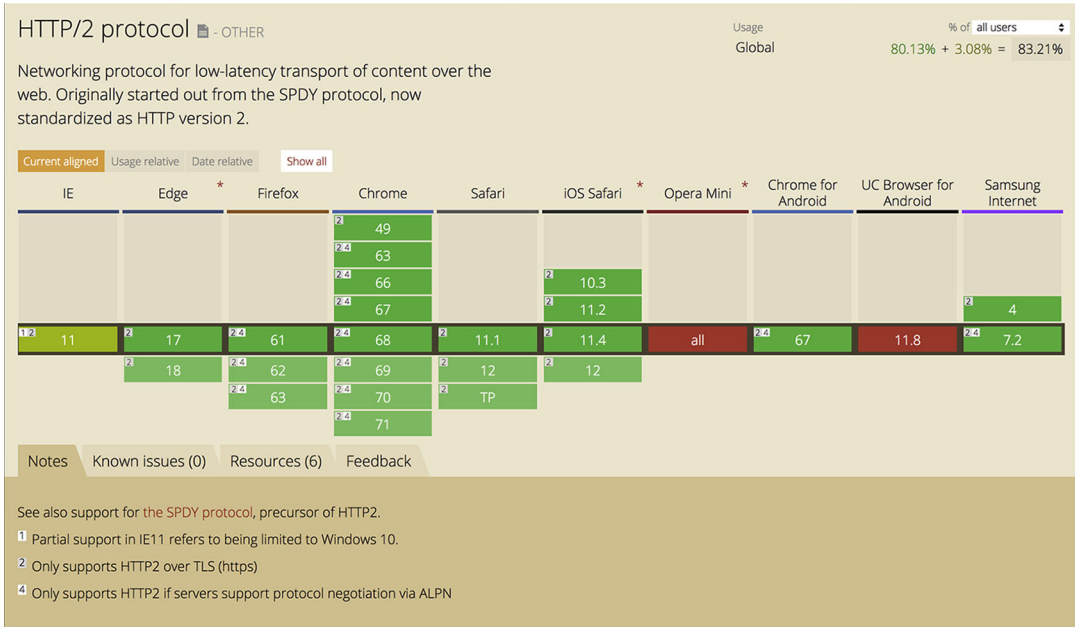 HTTP/2 protocol - OTHER
Usage % of all users
Global 80.13% + 3.08% = 83.21%
Networking protocol for low-latency transport of content over the
web. Originally started out from the SPDY protocol, now
standardized as HTTP version 2.
Current aligned Usage relative Date relative Show all
IE Edge * Firefox Chrome Safari iOS Safari * Opera Mini * Chrome for Android UC Browser for Android Samsung Internet
2 49
2 4 63
2 4 66 2 10.3
2 4 67 2 11.2 2 4
1 2 11 2 17 2 4 61 2 4 68 2 11.1 2 11.4 all 2 4 67 11.8 2 4 7.2
2 18 2 4 62 2 4 69 2 12 2 12
2 4 63 2 4 70 2 TP
2 4 71
Notes Known issues (0) Resources (6) Feedback
See also support for the SPDY protocol, precursor of HTTP2.
1 Partial support in IE11 refers to being limited to Windows 10.
2 Only supports HTTP2 over TLS (https)
4 Only supports HTTP2 if servers support protocol negotiation via ALPN